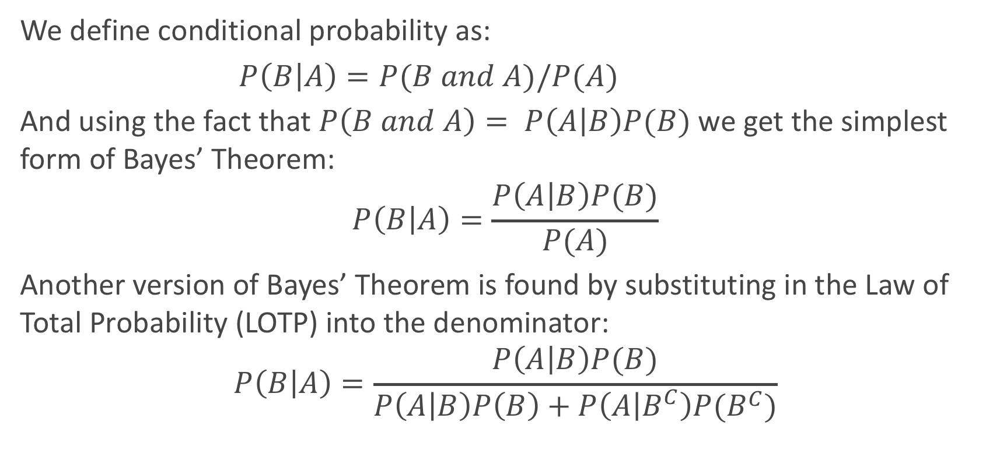 We define conditional probability as:
P(B|A) = P(B and A)/P(A)
And using the fact that P(B and A) = P(A|B)P(B) we get the simplest
form of Bayes’ Theorem:
P(B|A) = \frac{P(A|B)P(B)}{P(A)}
Another version of Bayes’ Theorem is found by substituting in the Law of
Total Probability (LOTP) into the denominator:
P(B|A) = \frac{P(A|B)P(B)}{P(A|B)P(B) + P(A|B^C)P(B^C)}